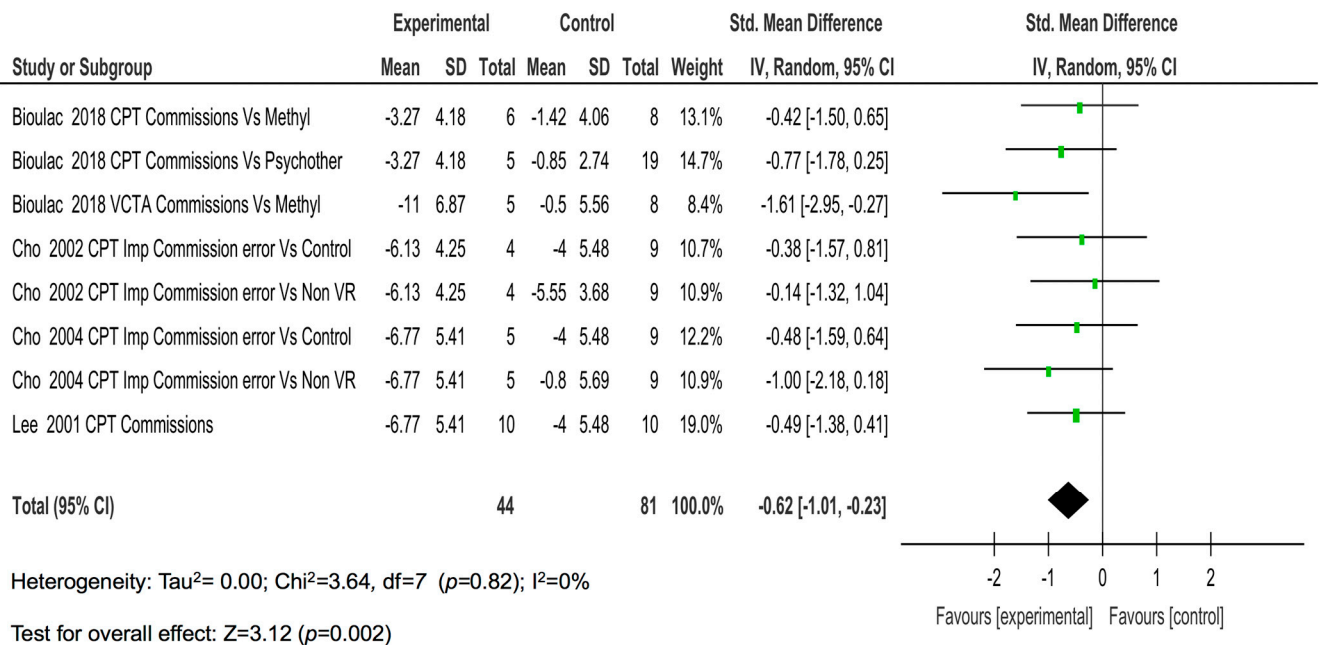 Experimental Control Std. Mean Difference Std. Mean Difference
Study or Subgroup Mean SD Total Mean SD Total Weight IV, Random, 95% CI IV, Random, 95% CI
Bioulac 2018 CPT Commissions Vs Methyl -3.27 4.18 6 -1.42 4.06 8 13.1% -0.42 [-1.50, 0.65]
Bioulac 2018 CPT Commissions Vs Psychother -3.27 4.18 5 -0.85 2.74 19 14.7% -0.77 [-1.78, 0.25]
Bioulac 2018 VCTA Commissions Vs Methyl -11 6.87 5 -0.5 5.56 8 8.4% -1.61 [-2.95, -0.27]
Cho 2002 CPT Imp Commission error Vs Control -6.13 4.25 4 -4 5.48 9 10.7% -0.38 [-1.57, 0.81]
Cho 2002 CPT Imp Commission error Vs Non VR -6.13 4.25 4 -5.55 3.68 9 10.9% -0.14 [-1.32, 1.04]
Cho 2004 CPT Imp Commission error Vs Control -6.77 5.41 5 -4 5.48 9 12.2% -0.48 [-1.59, 0.64]
Cho 2004 CPT Imp Commission error Vs Non VR -6.77 5.41 5 -0.8 5.69 9 10.9% -1.00 [-2.18, 0.18]
Lee 2001 CPT Commissions -6.77 5.41 10 -4 5.48 10 19.0% -0.49 [-1.38, 0.41]
Total (95% CI) 44 81 100.0% -0.62 [-1.01, -0.23]
Heterogeneity: Tau²= 0.00; Chi²=3.64, df=7 (p=0.82); I²=0%
-2 -1 0 1 2
Favours [experimental] Favours [control]
Test for overall effect: Z=3.12 (p=0.002)